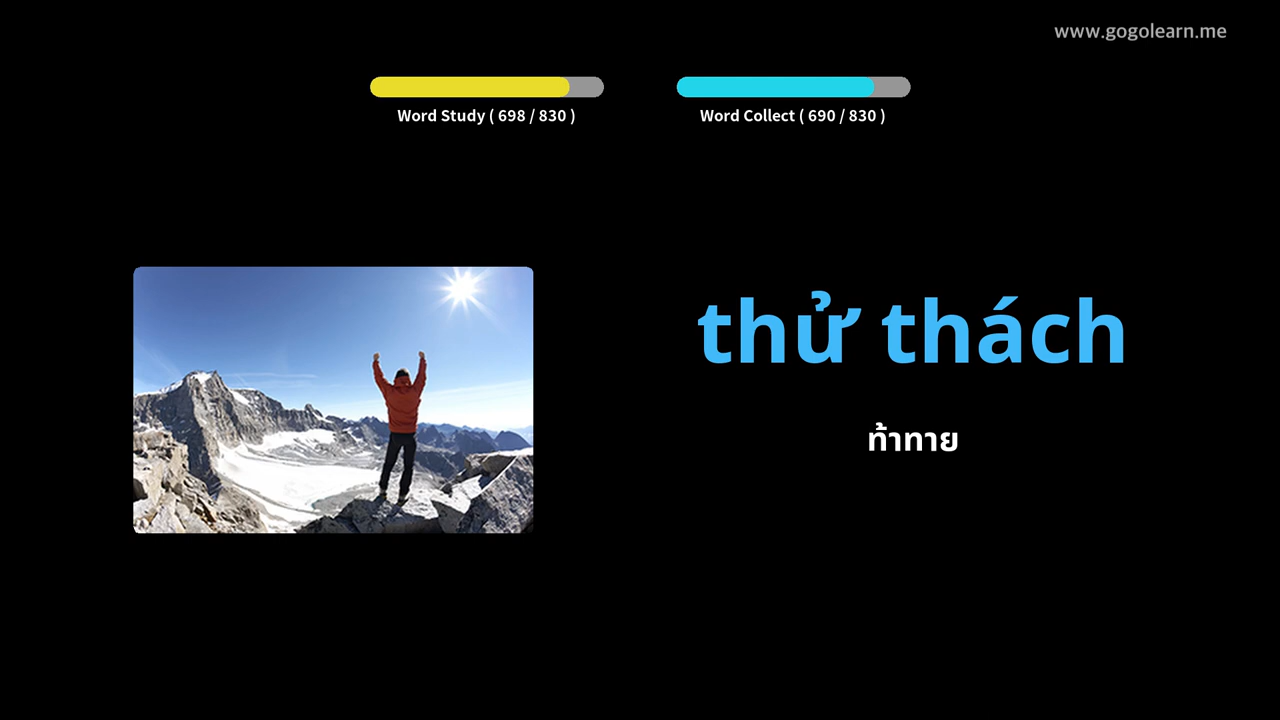 www.gogolearn.me
Word Study ( 698 / 830 )
Word Collect ( 690 / 830 )
thử thách
ท้าทาย